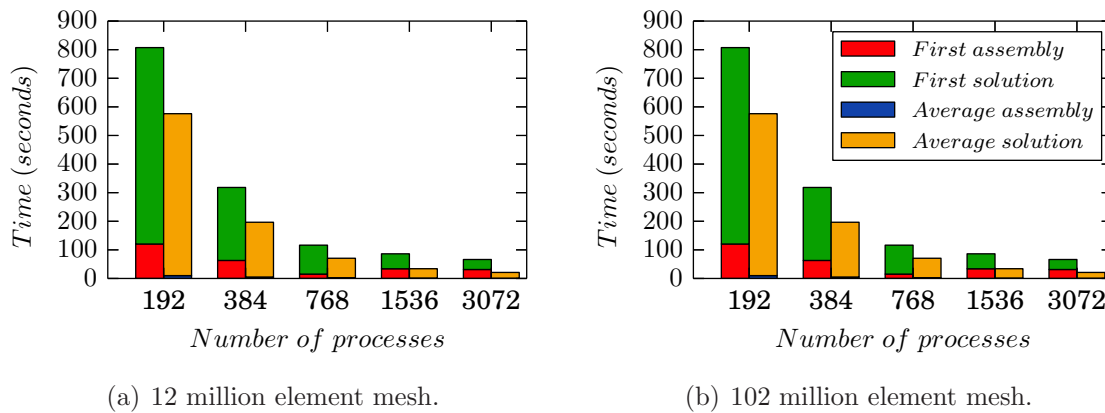 900
800
700
600
500
400
300
200
100
0
Time (seconds)
192 384 768 1536 3072
Number of processes
(a) 12 million element mesh.
900
800
700
600
500
400
300
200
100
0
Time (seconds)
First assembly
First solution
Average assembly
Average solution
192 384 768 1536 3072
Number of processes
(b) 102 million element mesh.